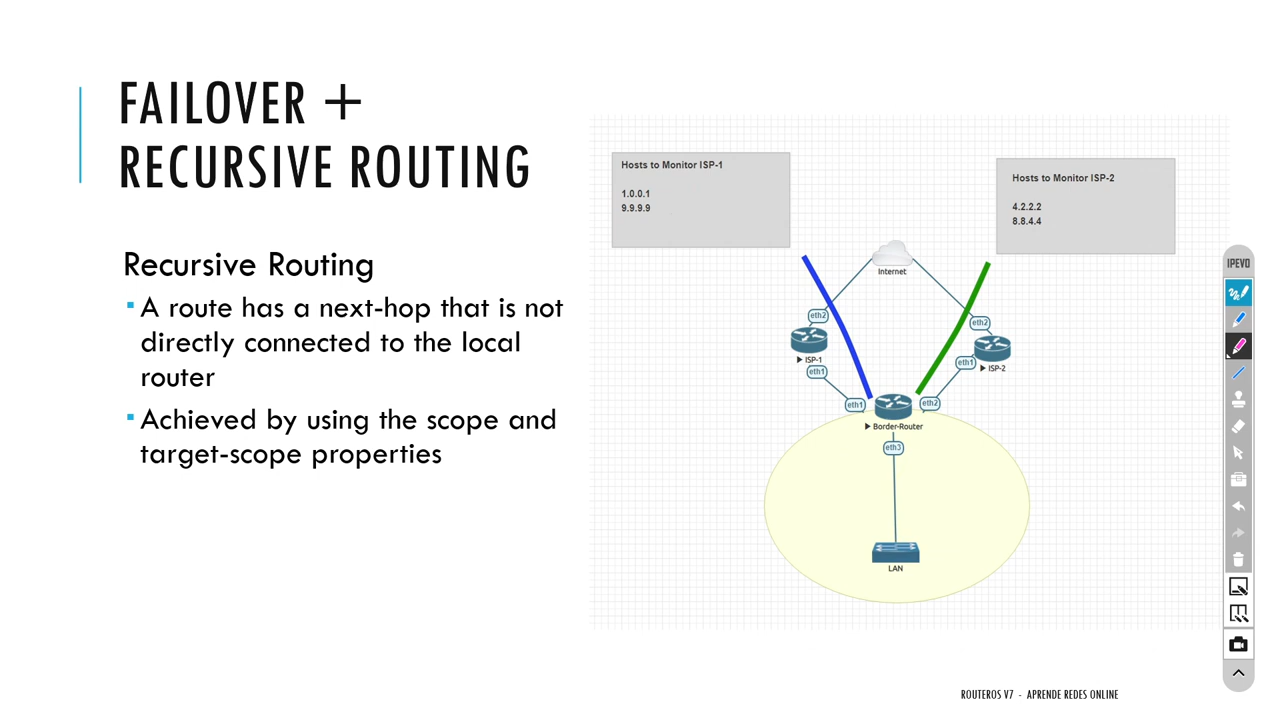 FAILOVER +
RECURSIVE ROUTING
Recursive Routing
A route has a next-hop that is not
directly connected to the local
router
Achieved by using the scope and
target-scope properties
Hosts to Monitor ISP-1
1.0.0.1
9.9.9.9
Hosts to Monitor ISP-2
4.2.2.2
8.8.4.4
Internet
eth2
eth2
ISP-1
ISP-2
eth1
eth1
eth1
eth2
Border-Router
eth3
LAN
IPEVO
ROUTEROS V7 - APRENDE REDES ONLINE